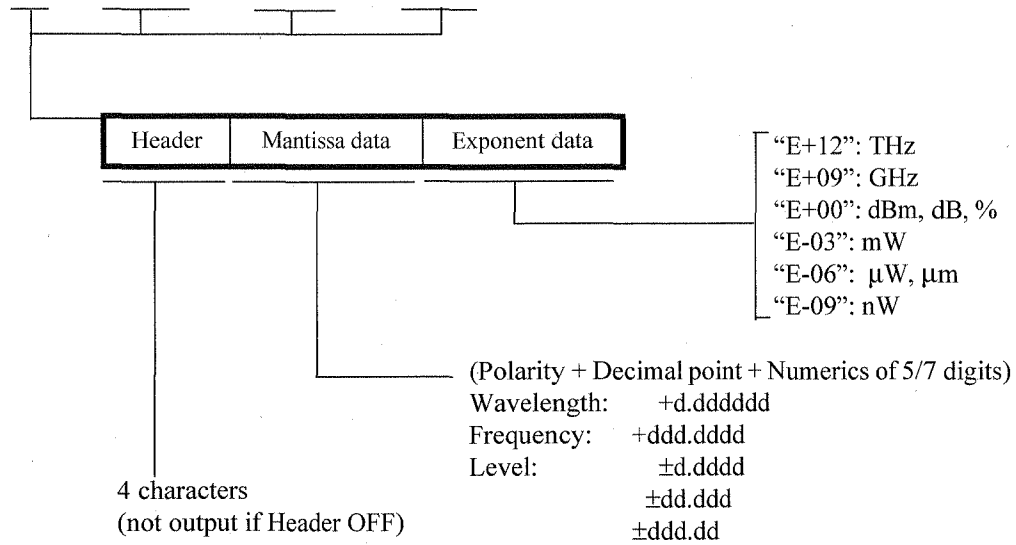 Header Mantissa data Exponent data
“E+12”: THz
“E+09”: GHz
“E+00”: dBm, dB, %
“E-03”: mW
“E-06”: μW, μm
“E-09”: nW
(Polarity + Decimal point + Numerics of 5/7 digits)
Wavelength: +d.dddddd
Frequency: +ddd.dddd
Level: ±d.dddd
±dd.ddd
±ddd.dd
4 characters
(not output if Header OFF)